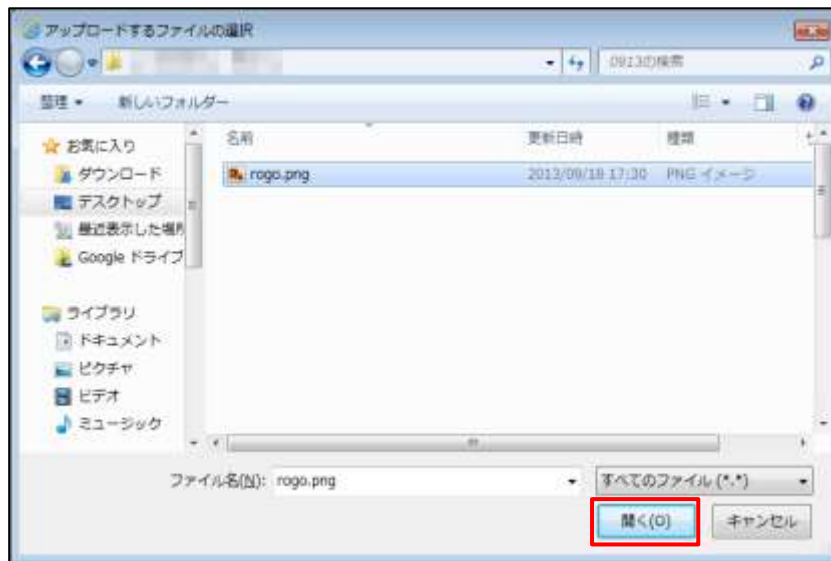 アップロードするファイルの選択
0913の検索
整理 新しいフォルダー
名前 更新日時 種類
rogo.png 2013/09/18 17:30 PNG イメージ
お気に入り
ダウンロード
デスクトップ
最近表示した場所
Google ドライブ
ライブラリ
ドキュメント
ピクチャ
ビデオ
ミュージック
ファイル名(N): rogo.png すべてのファイル (*.*)
開く(O) キャンセル